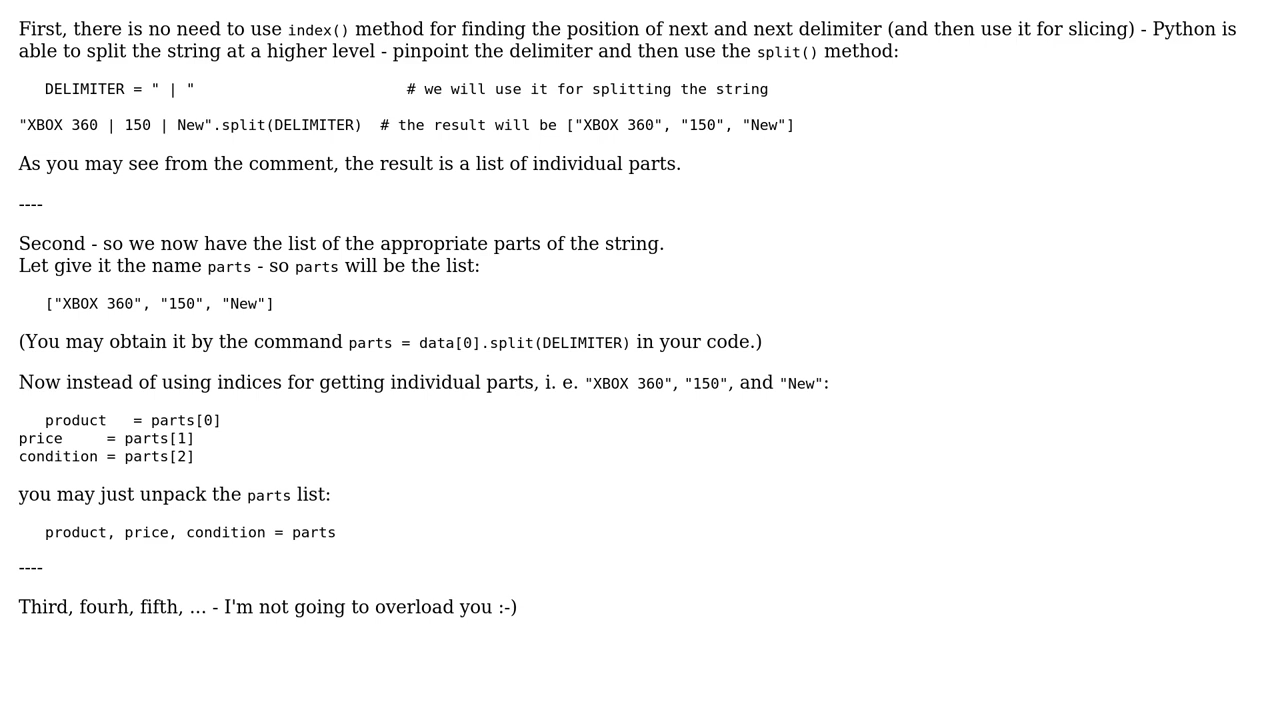 First, there is no need to use index() method for finding the position of next and next delimiter (and then use it for slicing) - Python is
able to split the string at a higher level - pinpoint the delimiter and then use the split() method:
DELIMITER = " | "                        # we will use it for splitting the string
"XBOX 360 | 150 | New".split(DELIMITER)  # the result will be ["XBOX 360", "150", "New"]
As you may see from the comment, the result is a list of individual parts.
----
Second - so we now have the list of the appropriate parts of the string.
Let give it the name parts - so parts will be the list:
["XBOX 360", "150", "New"]
(You may obtain it by the command parts = data[0].split(DELIMITER) in your code.)
Now instead of using indices for getting individual parts, i. e. "XBOX 360", "150", and "New":
product   = parts[0]
price     = parts[1]
condition = parts[2]
you may just unpack the parts list:
product, price, condition = parts
----
Third, fourh, fifth, ... - I'm not going to overload you :-)